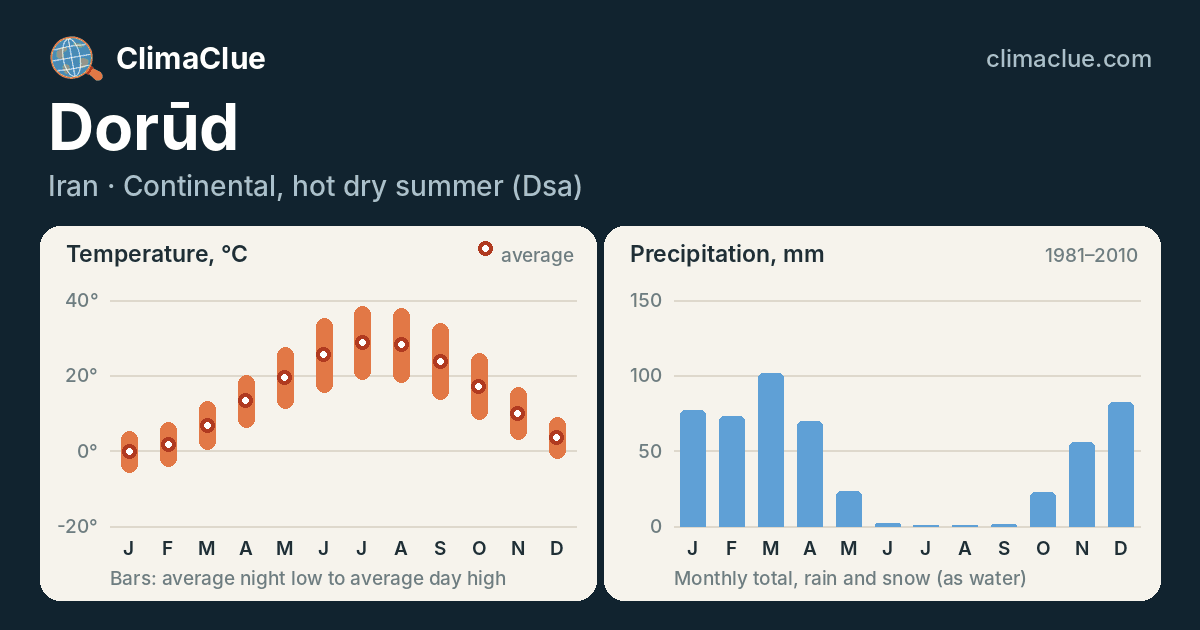 ClimaClue
climaclue.com
Dorūd
Iran · Continental, hot dry summer (Dsa)
Temperature, °C
average
40°
20°
0°
-20°
J F M A M J J A S O N D
Bars: average night low to average day high
Precipitation, mm
1981–2010
150
100
50
0
J F M A M J J A S O N D
Monthly total, rain and snow (as water)